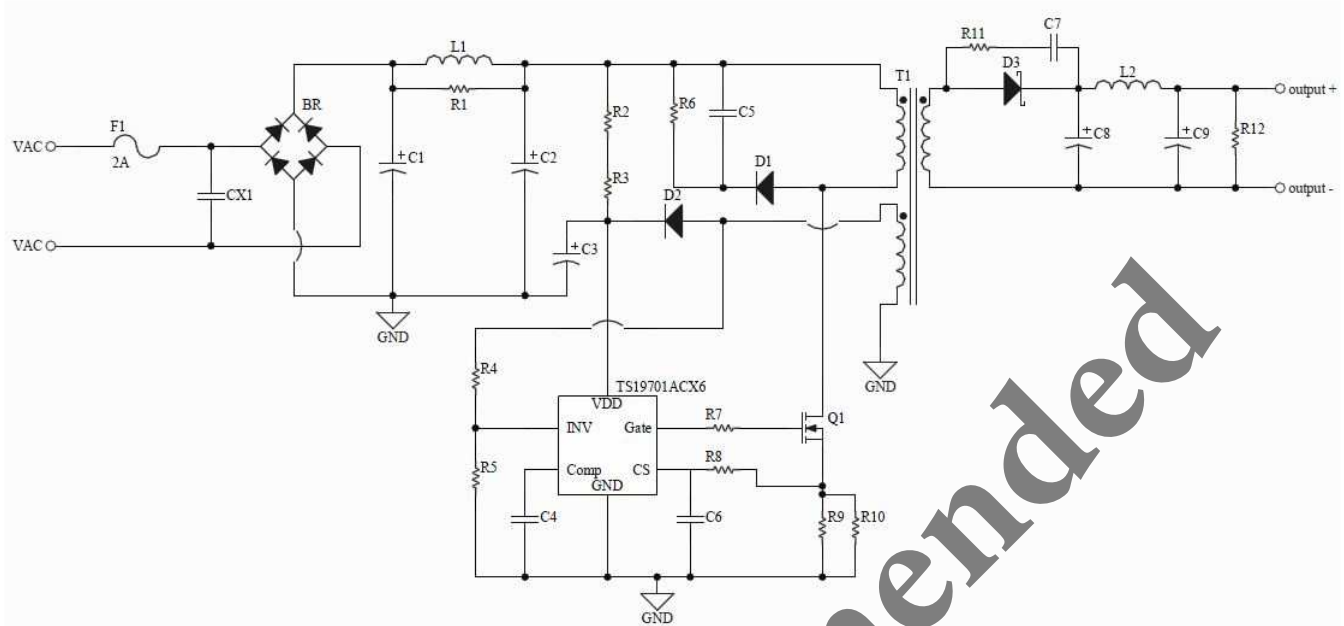 C7
R11
D3
L1
T1
L2
output +
BR
R1
R6
C5
F1
R2
C8
C9
R12
VAC
C1
C2
2A
D1
R3
D2
output -
CX1
VAC
C3
GND
GND
R4
TS19701ACX6
VDD
R7
Q1
INV
Gate
R8
R5
Comp
CS
GND
C4
C6
R9
R10
GND
ended